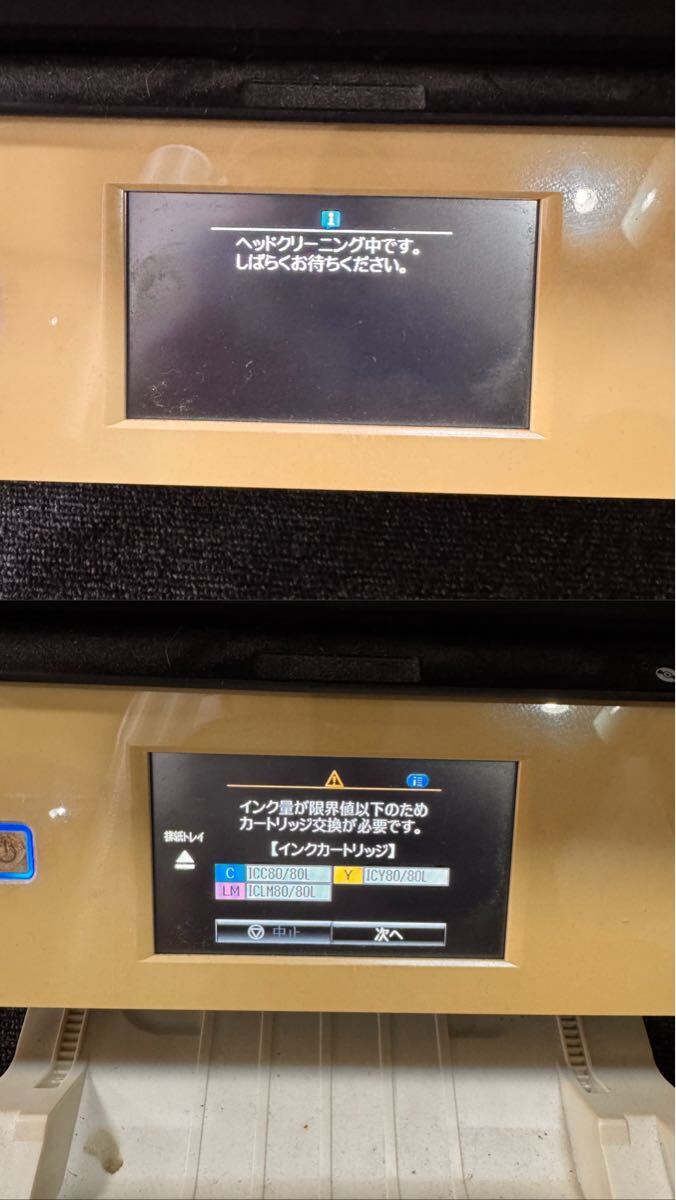 ヘッドクリーニング中です。
しばらくお待ちください。
インク量が限界値以下のため
カートリッジ交換が必要です。
排紙トレイ
【インクカートリッジ】
C ICC80/80L Y ICY80/80L
LM ICLM80/80L
中止 次へ